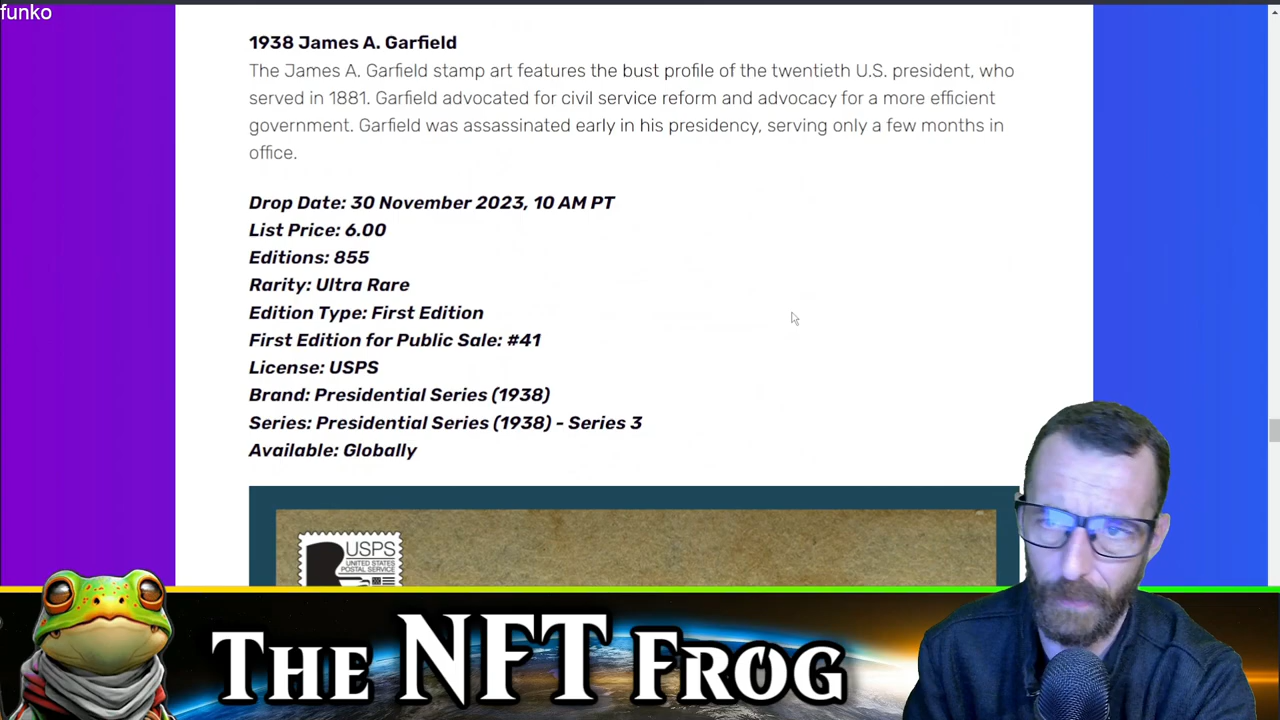 funko
1938 James A. Garfield
The James A. Garfield stamp art features the bust profile of the twentieth U.S. president, who
served in 1881. Garfield advocated for civil service reform and advocacy for a more efficient
government. Garfield was assassinated early in his presidency, serving only a few months in
office.
Drop Date: 30 November 2023, 10 AM PT
List Price: 6.00
Editions: 855
Rarity: Ultra Rare
Edition Type: First Edition
First Edition for Public Sale: #41
License: USPS
Brand: Presidential Series (1938)
Series: Presidential Series (1938) - Series 3
Available: Globally
USPS
UNITED STATES
POSTAL SERVICE
THE NFT FROG